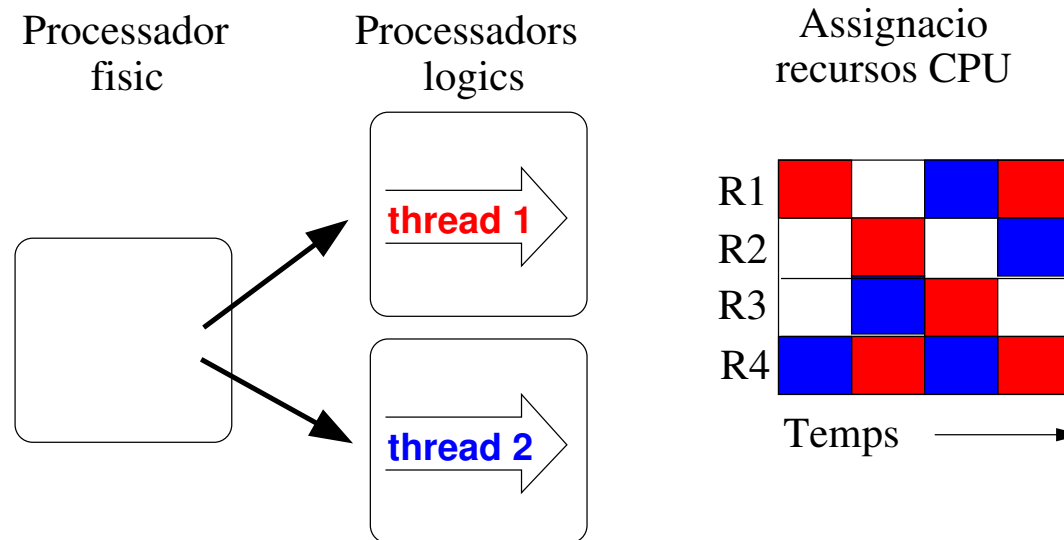 Processador
fisic
Processadors
logics
Assignacio
recursos CPU
thread 1
thread 2
R1
R2
R3
R4
Temps